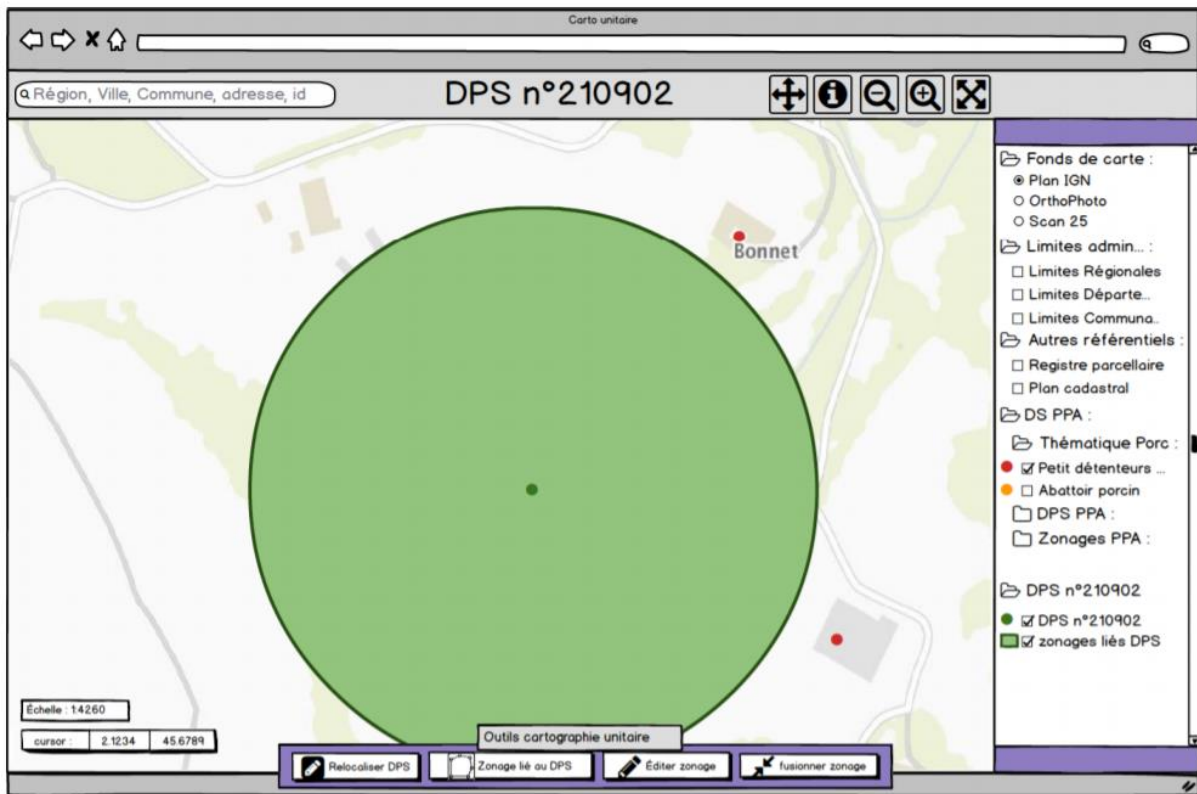 Carto unitaire
Région, Ville, Commune, adresse, id
DPS n°210902
Bonnet
Fonds de carte :
Plan IGN
OrthoPhoto
Scan 25
Limites admin... :
Limites Régionales
Limites Départe...
Limites Communa..
Autres référentiels :
Registre parcellaire
Plan cadastral
DS PPA :
Thématique Porc :
Petit détenteurs ...
Abattoir porcin
DPS PPA :
Zonages PPA :
DPS n°210902
DPS n°210902
zonages liés DPS
Échelle : 1:4260
cursor : 2.1234 45.6789
Outils cartographie unitaire
Relocaliser DPS Zonage lié au DPS Éditer zonage fusionner zonage